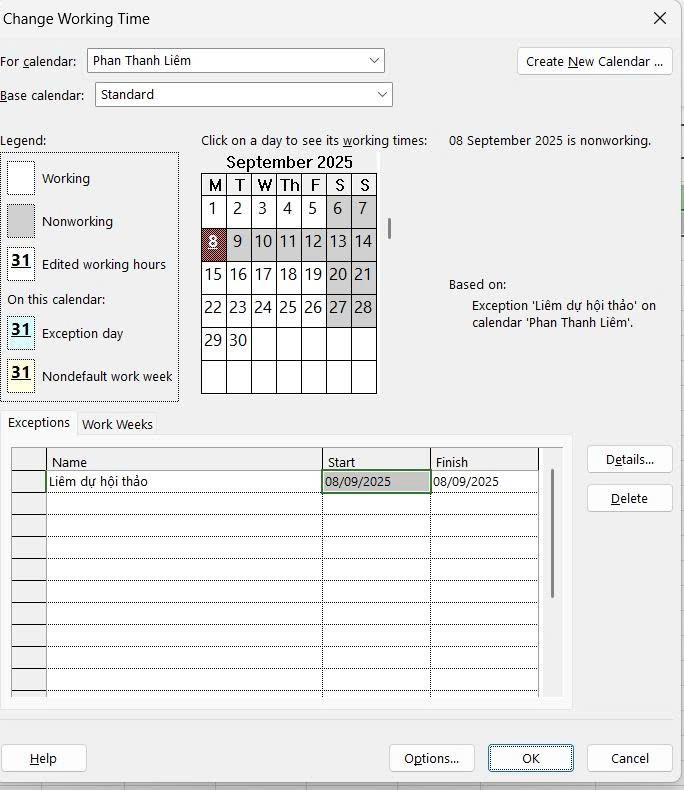 Change Working Time
For calendar: Phan Thanh Liêm
Create New Calendar ...
Base calendar: Standard
Legend:
Working
Nonworking
31 Edited working hours
On this calendar:
31 Exception day
31 Nondefault work week
Click on a day to see its working times:
September 2025
M T W Th F S S
1 2 3 4 5 6 7
8 9 10 11 12 13 14
15 16 17 18 19 20 21
22 23 24 25 26 27 28
29 30
08 September 2025 is nonworking.
Based on:
Exception 'Liêm dự hội thảo' on
calendar 'Phan Thanh Liêm'.
Exceptions Work Weeks
Name Start Finish
Liêm dự hội thảo 08/09/2025 08/09/2025
Details...
Delete
Help Options... OK Cancel